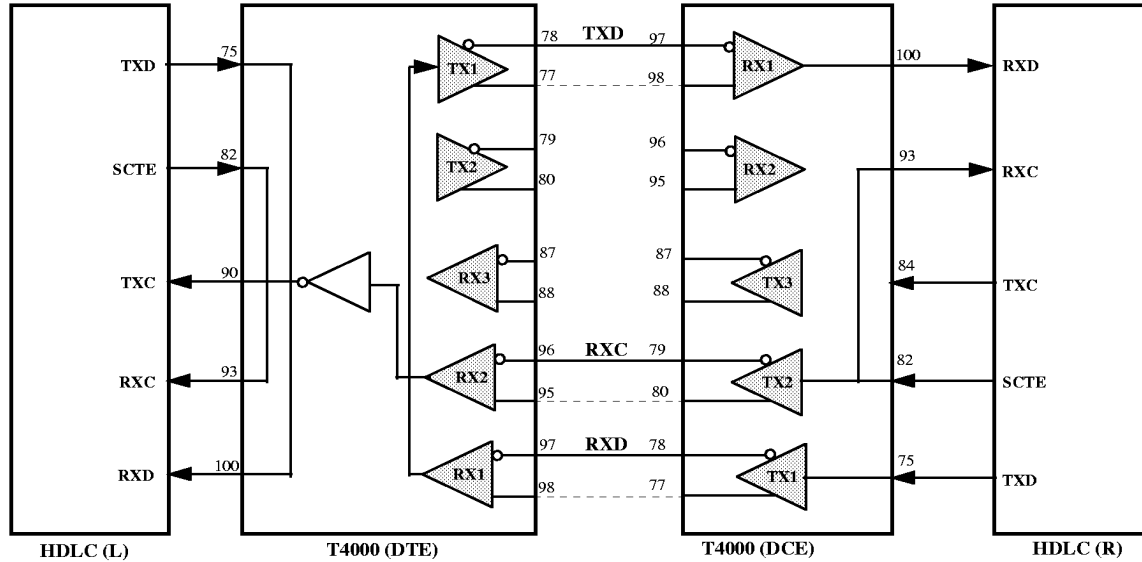 78 TXD 97
TXD 75 TX1 RX1 100 RXD
77 98
79 96 93
SCTE 82 TX2 RX2 RXC
80 95
87 87
TXC 90 RX3 TX3 84 TXC
88 88
96 RXC 79
RXC 93 RX2 TX2 82 SCTE
95 80
97 RXD 78
RXD 100 RX1 TX1 75 TXD
98 77
HDLC (L) T4000 (DTE) T4000 (DCE) HDLC (R)